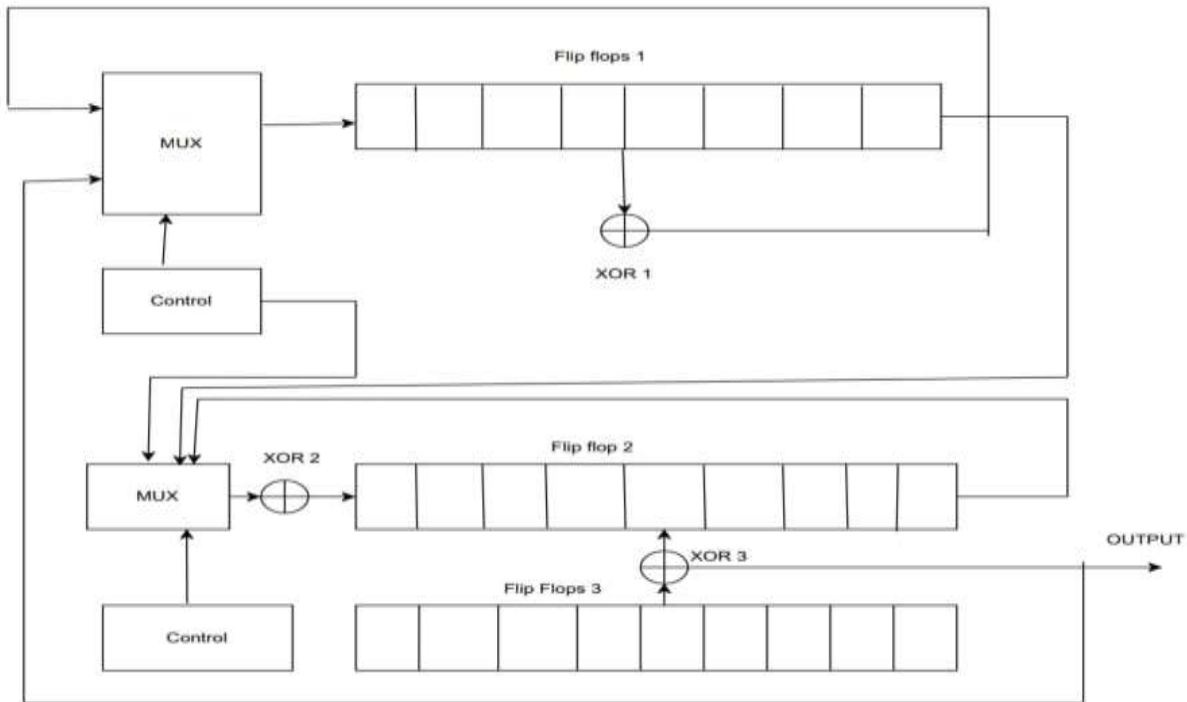 Flip flops 1
MUX
XOR 1
Control
XOR 2
Flip flop 2
MUX
XOR 3
OUTPUT
Flip Flops 3
Control